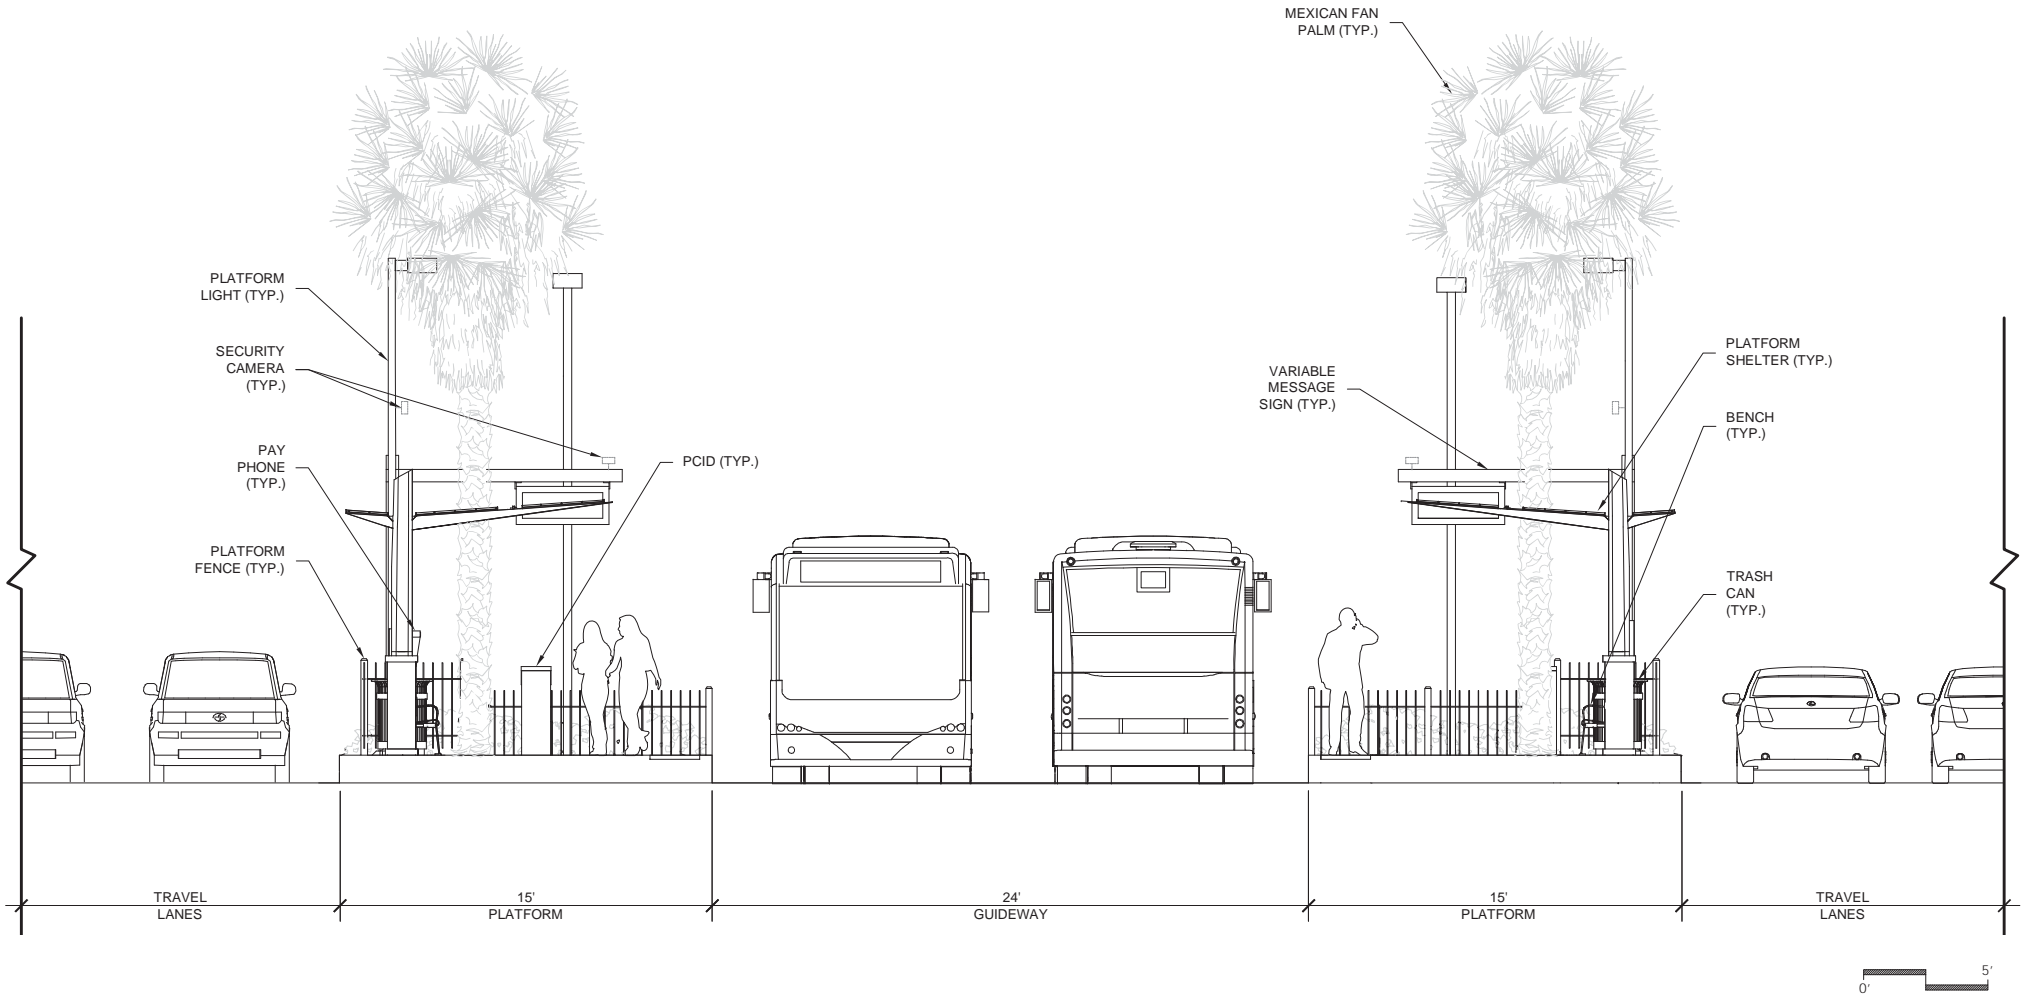 MEXICAN FAN
PALM (TYP.)
PLATFORM
LIGHT (TYP.)
SECURITY
CAMERA
(TYP.)
PAY
PHONE
(TYP.)
PLATFORM
FENCE (TYP.)
PCID (TYP.)
VARIABLE
MESSAGE
SIGN (TYP.)
PLATFORM
SHELTER (TYP.)
BENCH
(TYP.)
TRASH
CAN
(TYP.)
TRAVEL
LANES
15'
PLATFORM
24'
GUIDEWAY
15'
PLATFORM
TRAVEL
LANES
0'
5'